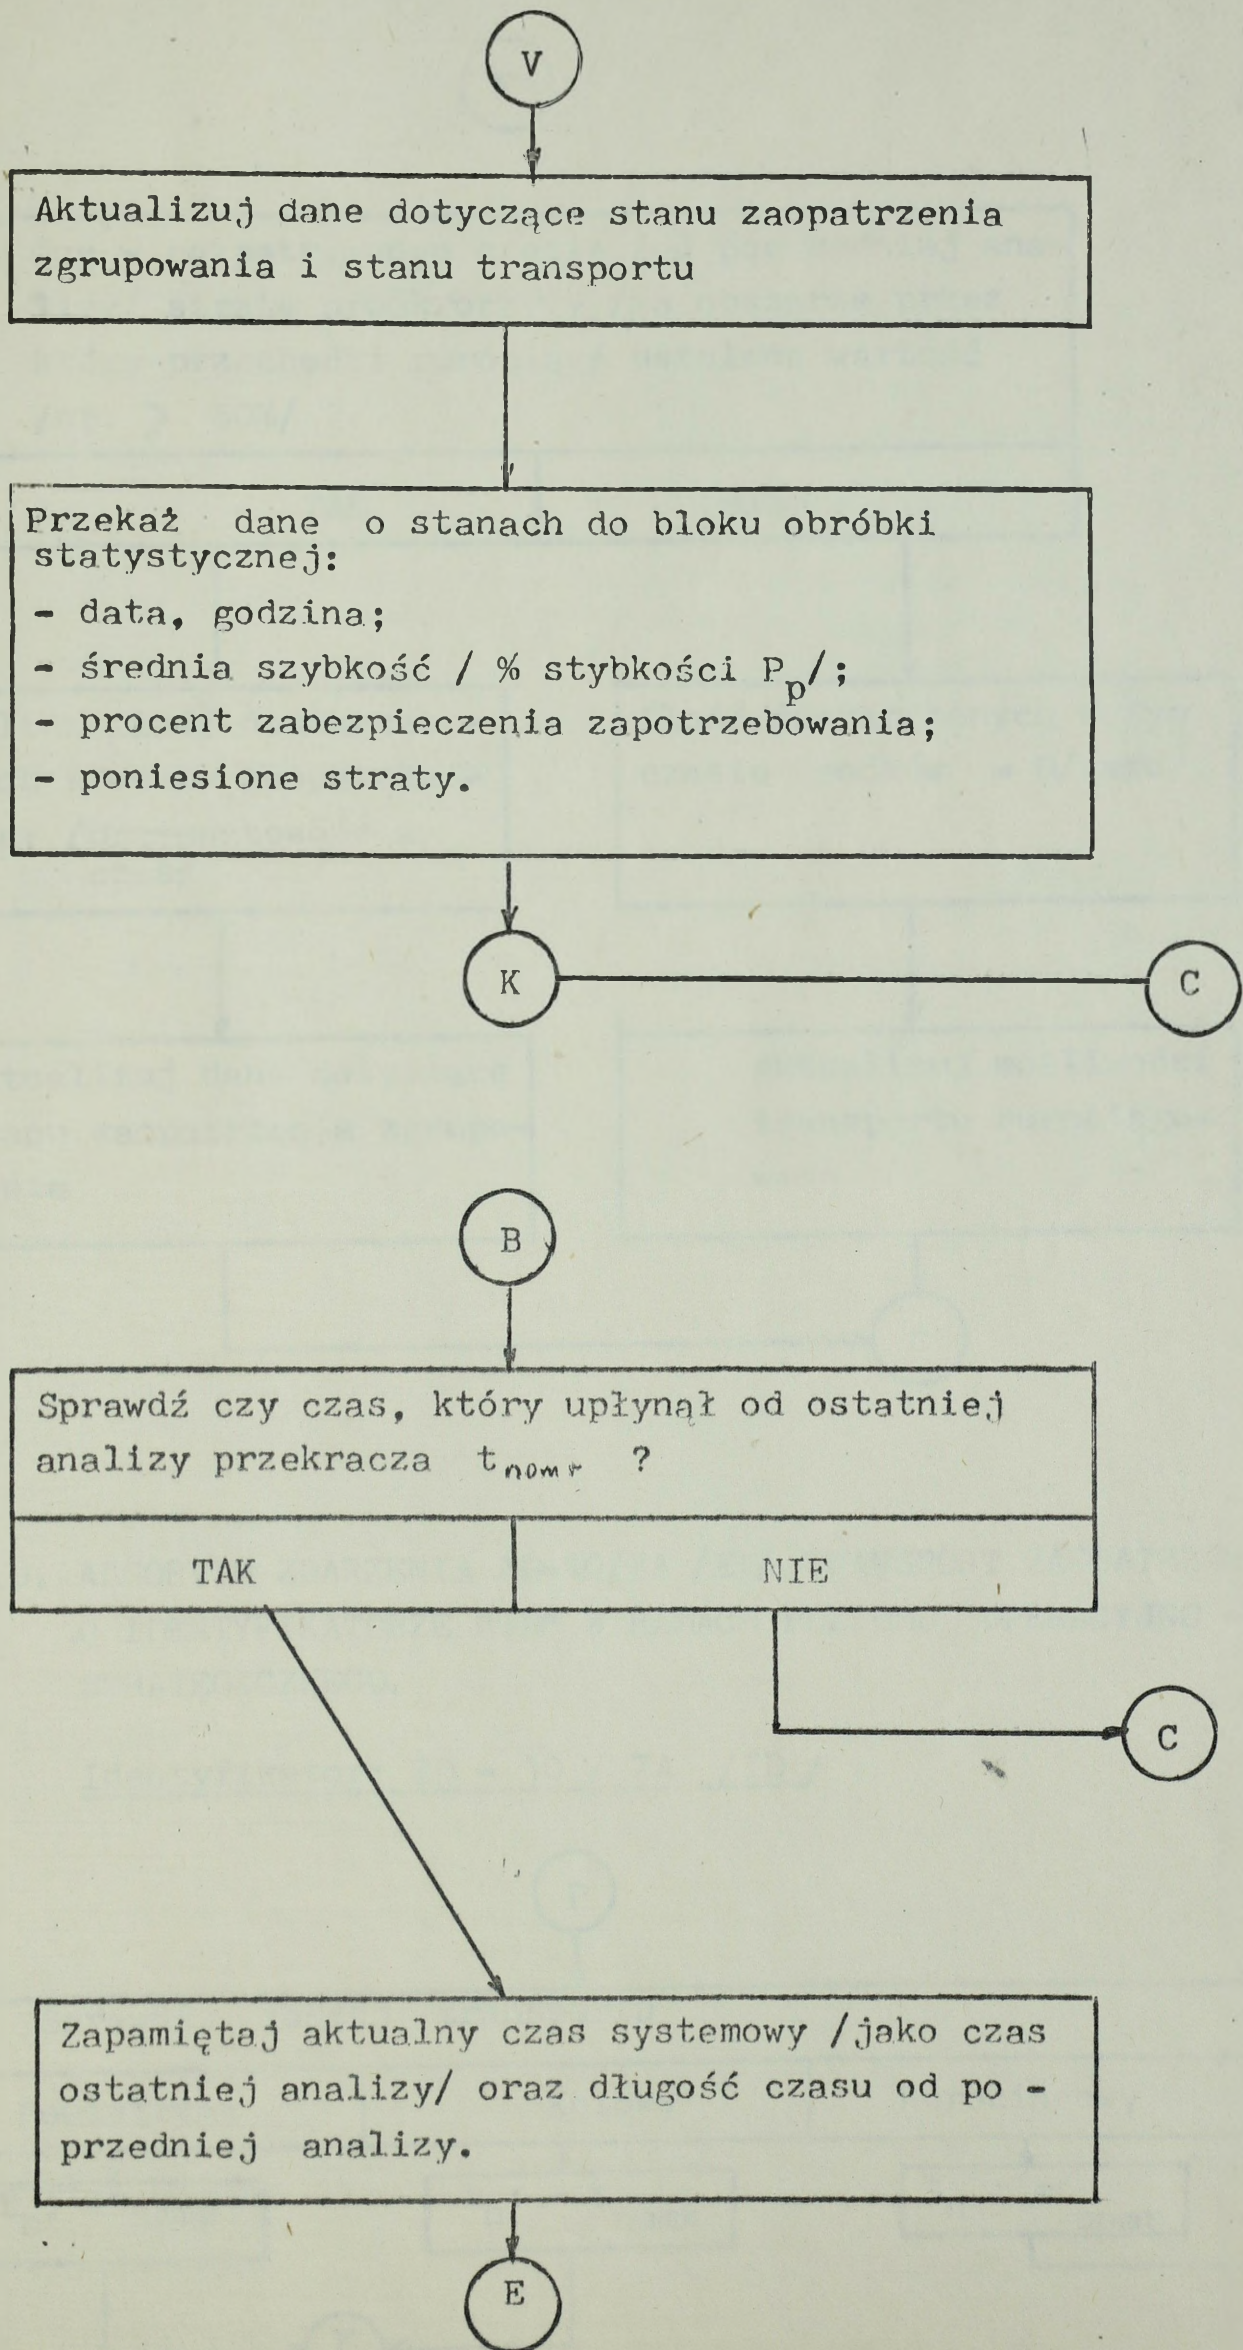 V
Aktualizuj dane dotyczące stanu zaopatrzenia
zgrupowania i stanu transportu
Przekaż dane o stanach do bloku obróbki
statystycznej:
- data, godzina;
- średnia szybkość / % stybkości P_p/;
- procent zabezpieczenia zapotrzebowania;
- poniesione straty.
K
C
B
Sprawdź czy czas, który upłynął od ostatniej
analizy przekracza t_nomr ?
TAK
NIE
C
Zapamiętaj aktualny czas systemowy /jako czas
ostatniej analizy/ oraz długość czasu od po -
przedniej analizy.
E